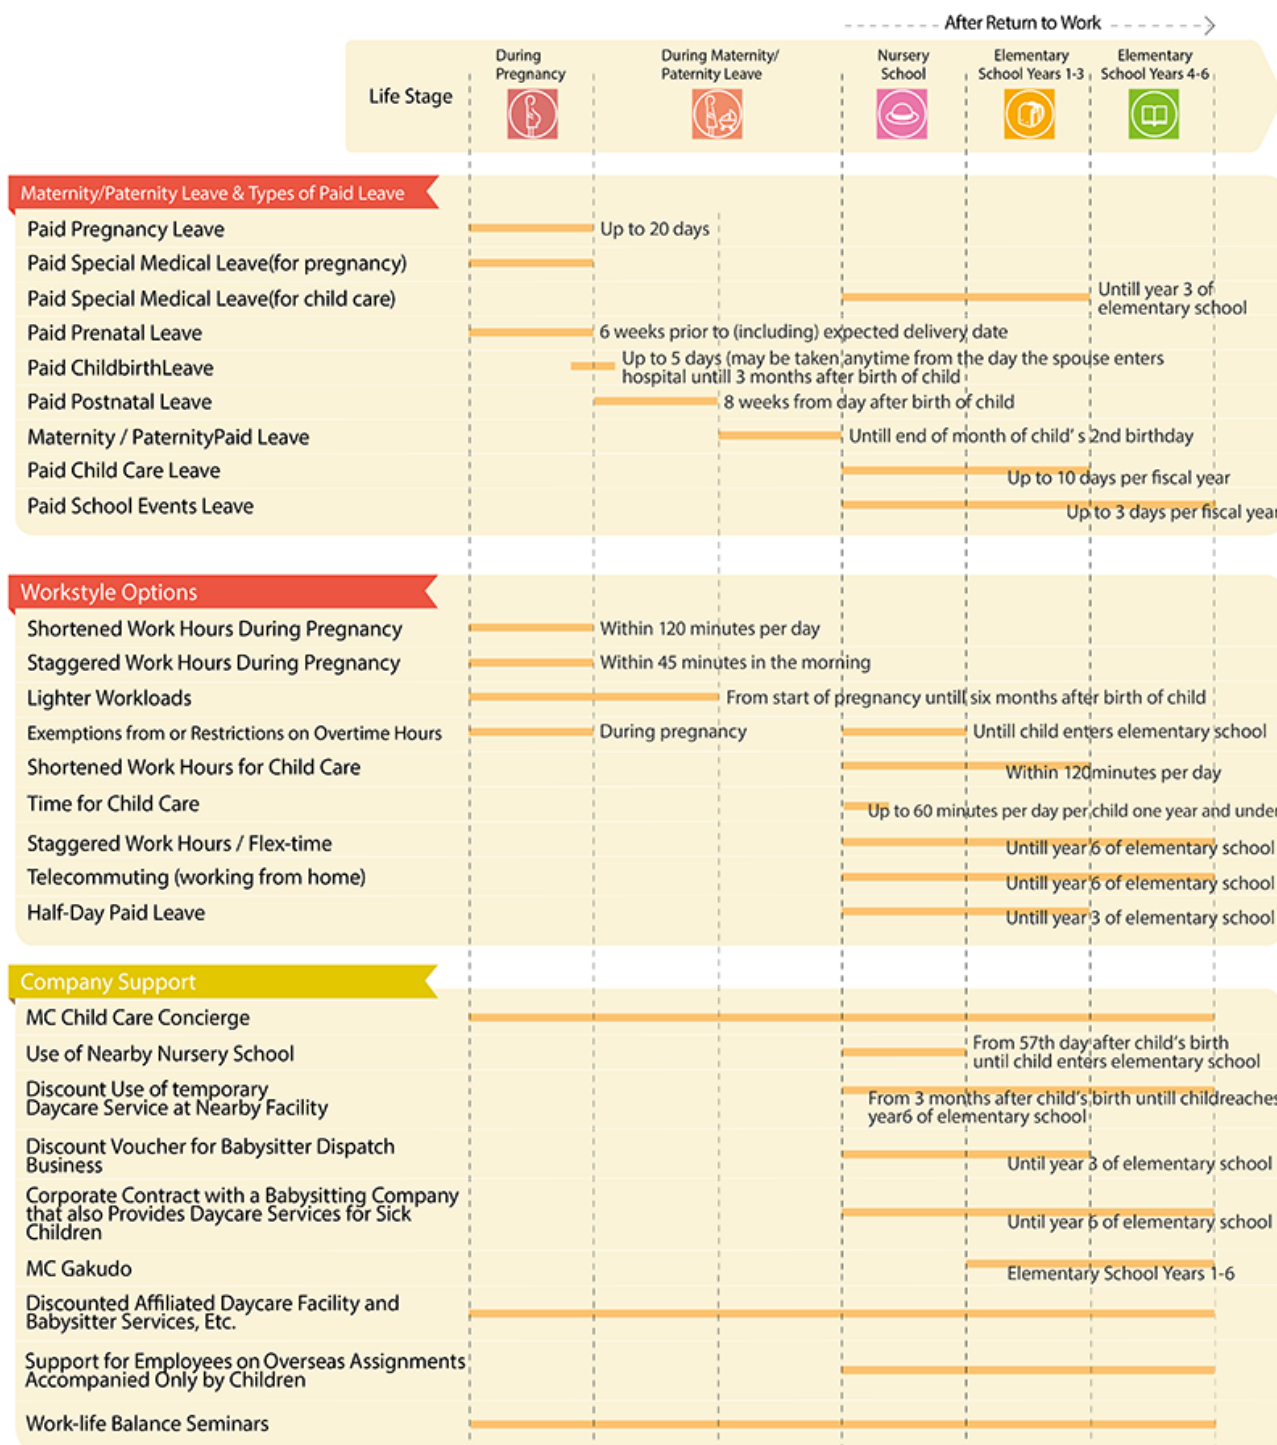 After Return to Work
Life Stage
During
Pregnancy
During Maternity/
Paternity Leave
Nursery
School
Elementary
School Years 1-3
Elementary
School Years 4-6
Maternity/Paternity Leave & Types of Paid Leave
Paid Pregnancy Leave
Up to 20 days
Paid Special Medical Leave(for pregnancy)
Paid Special Medical Leave(for child care)
Untill year 3 of
elementary school
Paid Prenatal Leave
6 weeks prior to (including) expected delivery date
Paid ChildbirthLeave
Up to 5 days (may be taken anytime from the day the spouse enters
hospital untill 3 months after birth of child
Paid Postnatal Leave
8 weeks from day after birth of child
Maternity / PaternityPaid Leave
Untill end of month of child' s 2nd birthday
Paid Child Care Leave
Up to 10 days per fiscal year
Paid School Events Leave
Up to 3 days per fiscal year
Workstyle Options
Shortened Work Hours During Pregnancy
Within 120 minutes per day
Staggered Work Hours During Pregnancy
Within 45 minutes in the morning
Lighter Workloads
From start of pregnancy untill six months after birth of child
Exemptions from or Restrictions on Overtime Hours
During pregnancy
Untill child enters elementary school
Shortened Work Hours for Child Care
Within 120minutes per day
Time for Child Care
Up to 60 minutes per day per child one year and under
Staggered Work Hours / Flex-time
Untill year 6 of elementary school
Telecommuting (working from home)
Untill year 6 of elementary school
Half-Day Paid Leave
Untill year 3 of elementary school
Company Support
MC Child Care Concierge
Use of Nearby Nursery School
From 57th day after child's birth
until child enters elementary school
Discount Use of temporary
Daycare Service at Nearby Facility
From 3 months after child's birth untill childreaches
year6 of elementary school
Discount Voucher for Babysitter Dispatch
Business
Until year 3 of elementary school
Corporate Contract with a Babysitting Company
that also Provides Daycare Services for Sick
Children
Until year 6 of elementary school
MC Gakudo
Elementary School Years 1-6
Discounted Affiliated Daycare Facility and
Babysitter Services, Etc.
Support for Employees on Overseas Assignments
Accompanied Only by Children
Work-life Balance Seminars